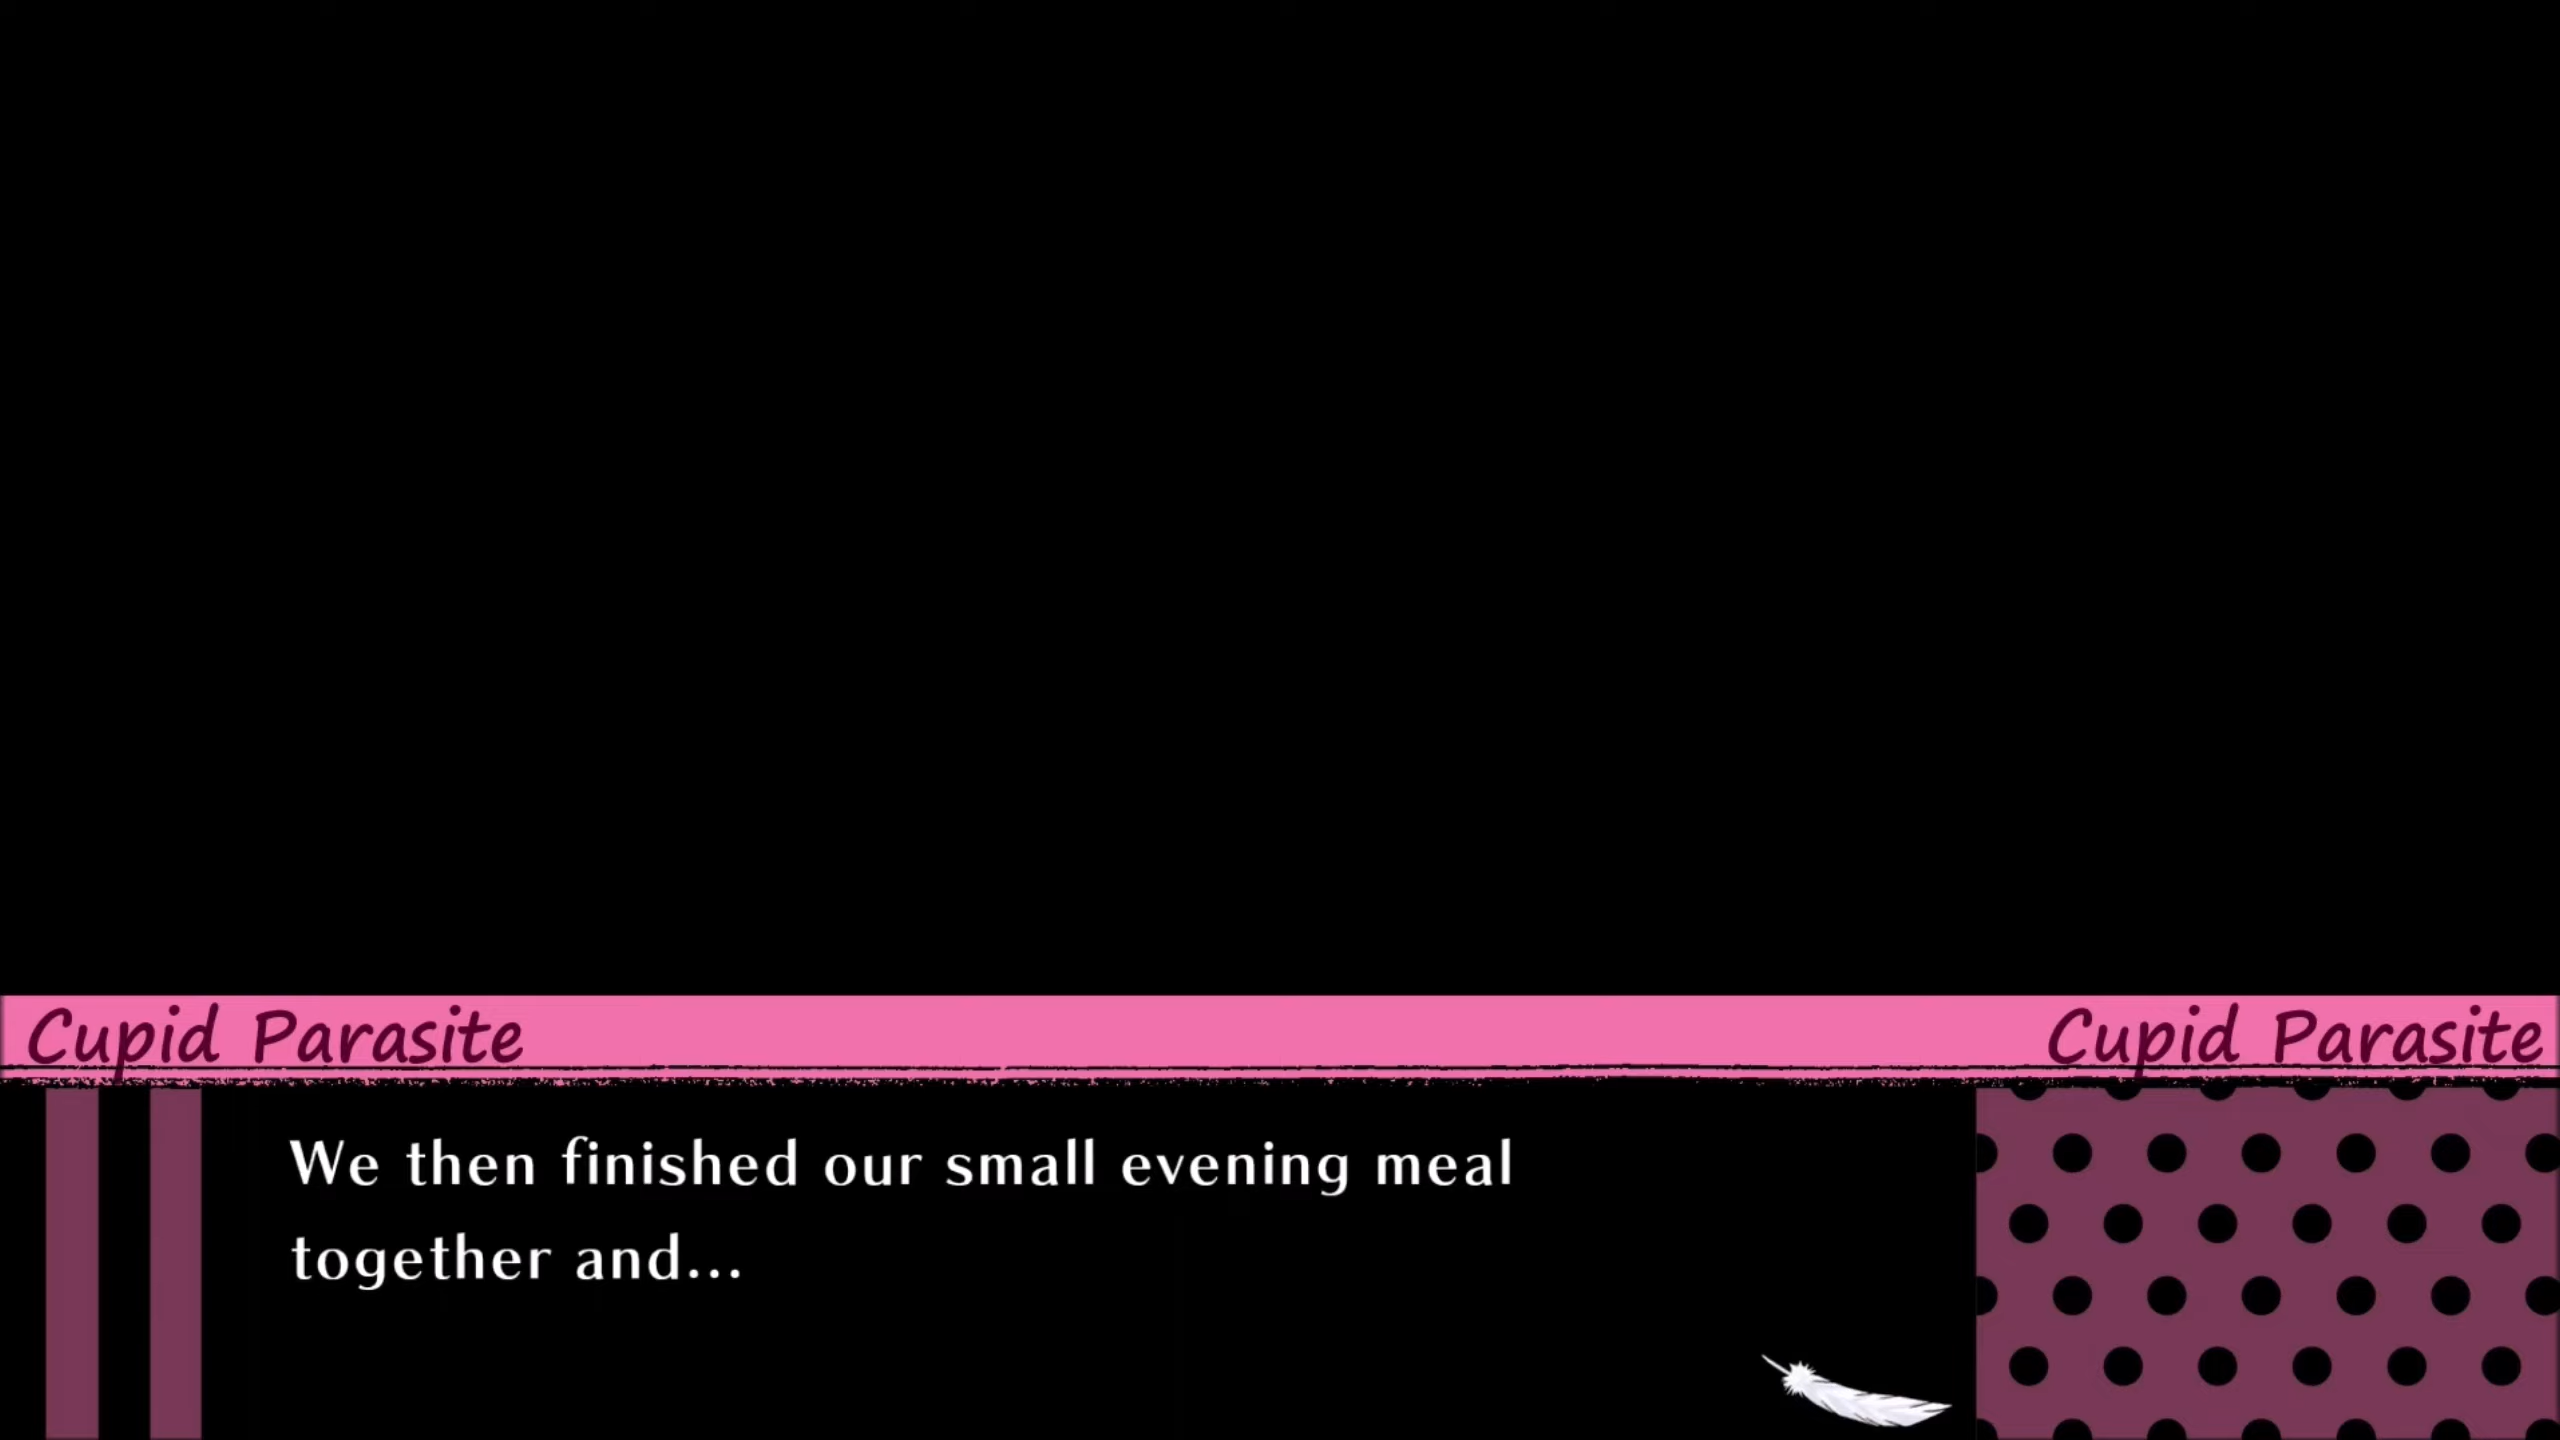 Cupid Parasite
Cupid Parasite
We then finished our small evening meal
together and...